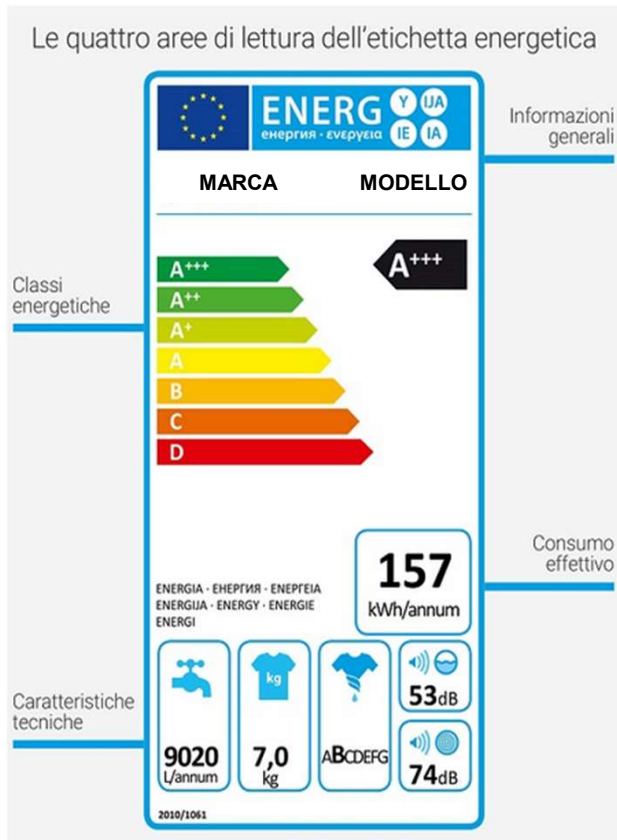 Le quattro aree di lettura dell'etichetta energetica
ENERG Y IJA
енергия · ενεργεια IE IA
Informazioni
generali
MARCA MODELLO
A+++ A+++
A++
A+
A
B
C
D
Classi
energetiche
Consumo
effettivo
157
kWh/annum
ENERGIA · ЕНЕРГИЯ · ΕΝΕΡΓΕΙΑ
ENERGIJA · ENERGY · ENERGIE
ENERGI
Caratteristiche
tecniche
9020
L/annum
kg
7,0
kg
ABCDEFG
53dB
74dB
2010/1061